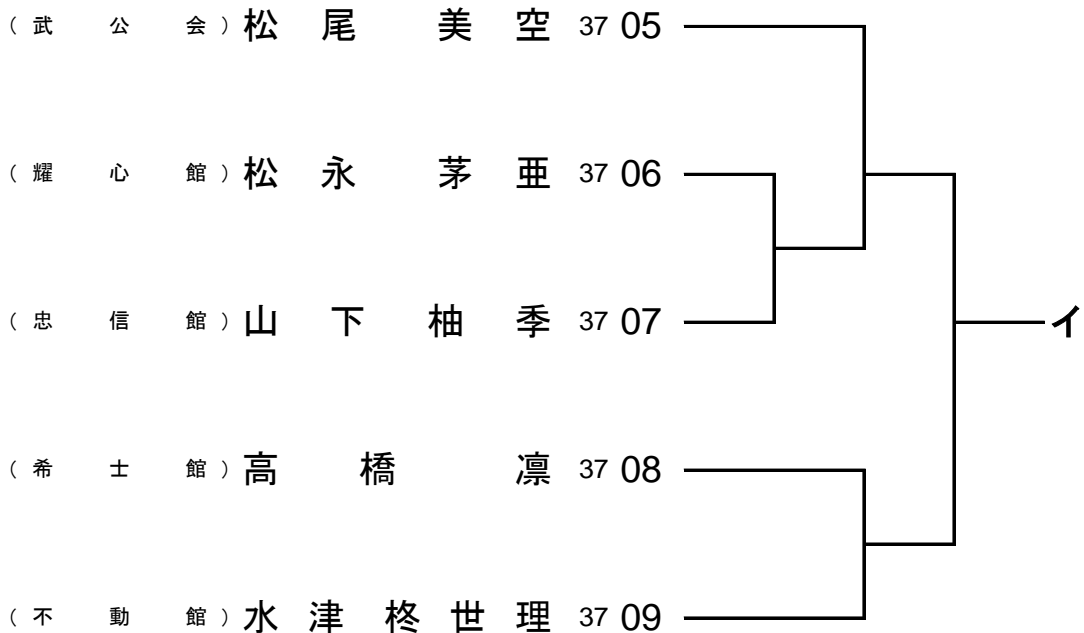 （武公会）松尾美空 37 05
（耀心館）松永茅亜 37 06
（忠信館）山下柚季 37 07
イ
（希士館）高橋凛 37 08
（不動館）水津柊世理 37 09